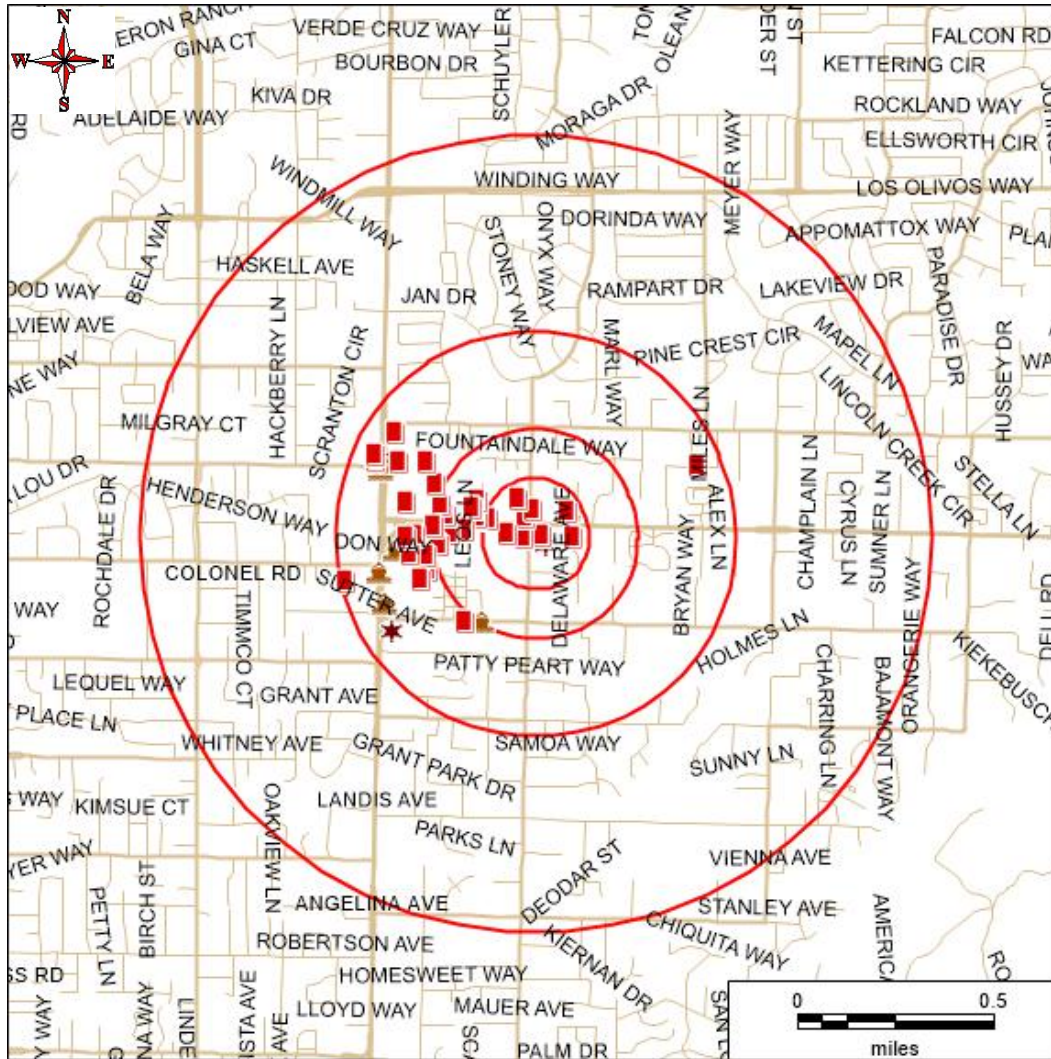 N
W E
S
ERON RANCH
GINA CT
VERDE CRUZ WAY
BOURBON DR
SCHUYLER
OLEAN
DER ST
ST
FALCON RD
KETTERING CIR
KIVA DR
ROCKLAND WAY
ADELAIDE WAY
RD
MORAGA DR
ELLSWORTH CIR
WINDMILL WAY
WINDING WAY
MEYER WAY
LOS OLIVOS WAY
BELA WAY
STONEY WAY
ONYX WAY
DORINDA WAY
APPOMATTOX WAY
HASKELL AVE
OOD WAY
JAN DR
RAMPART DR
LAKEVIEW DR
PARADISE DR
LVIEW AVE
HACKBERRY LN
SCRANTON CIR
MARL WAY
PINE CREST CIR
MAPEL LN
HUSSEY DR
NE WAY
MILGRAY CT
FOUNTAINDALE WAY
MILES LN
LINCOLN CREEK CIR
LOU DR
STELLA LN
ROCHDALE DR
HENDERSON WAY
DON WAY
DELAWARE AVE
ALEX LN
CHAMPLAIN LN
CYRUS LN
SUMNER LN
COLONEL RD
SUTTER AVE
BRYAN WAY
ORANGERIE WAY
WAY
TIMMCO CT
HOLMES LN
DELL RD
PATTY PEART WAY
CHARRING LN
BAJAMONT WAY
KIEKEBUSCH
LEQUEL WAY
GRANT AVE
PLACE LN
WHITNEY AVE
GRANT PARK DR
SAMOA WAY
SUNNY LN
WAY
KIMSUE CT
OAKVIEW LN
LANDIS AVE
PARKS LN
VIENNA AVE
YER WAY
PETTY LN
BIRCH ST
ANGELINA AVE
DEODAR ST
STANLEY AVE
AMERICA
ROBERTSON AVE
KIERNAN DR
CHIQUITA WAY
SS RD
HOMESWEET WAY
LLOYD WAY
MAUER AVE
PALM DR
0 0.5
miles